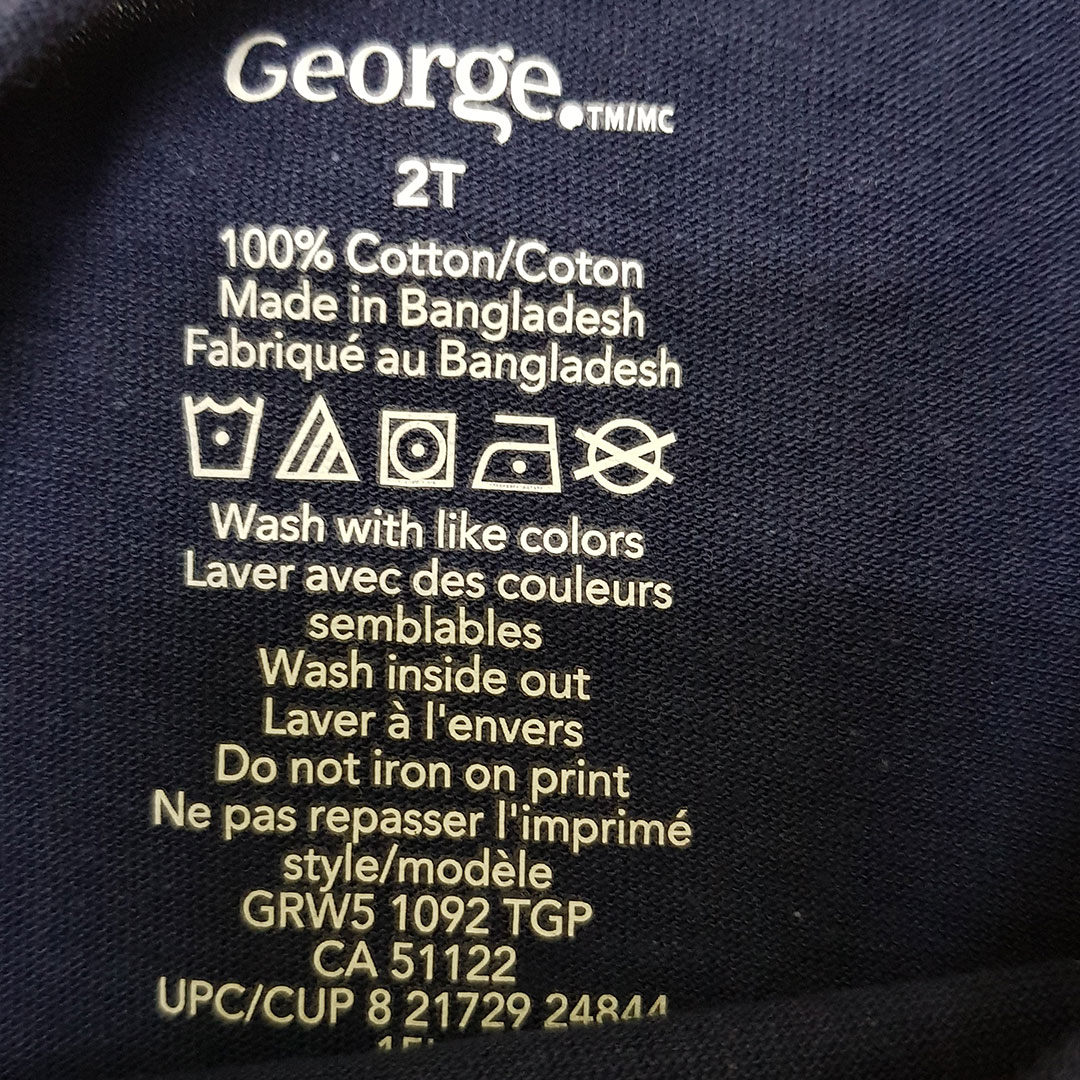 George.TM/MC
2T
100% Cotton/Coton
Made in Bangladesh
Fabriqué au Bangladesh
Wash with like colors
Laver avec des couleurs
semblables
Wash inside out
Laver à l'envers
Do not iron on print
Ne pas repasser l'imprimé
style/modèle
GRW5 1092 TGP
CA 51122
UPC/CUP 8 21729 24844